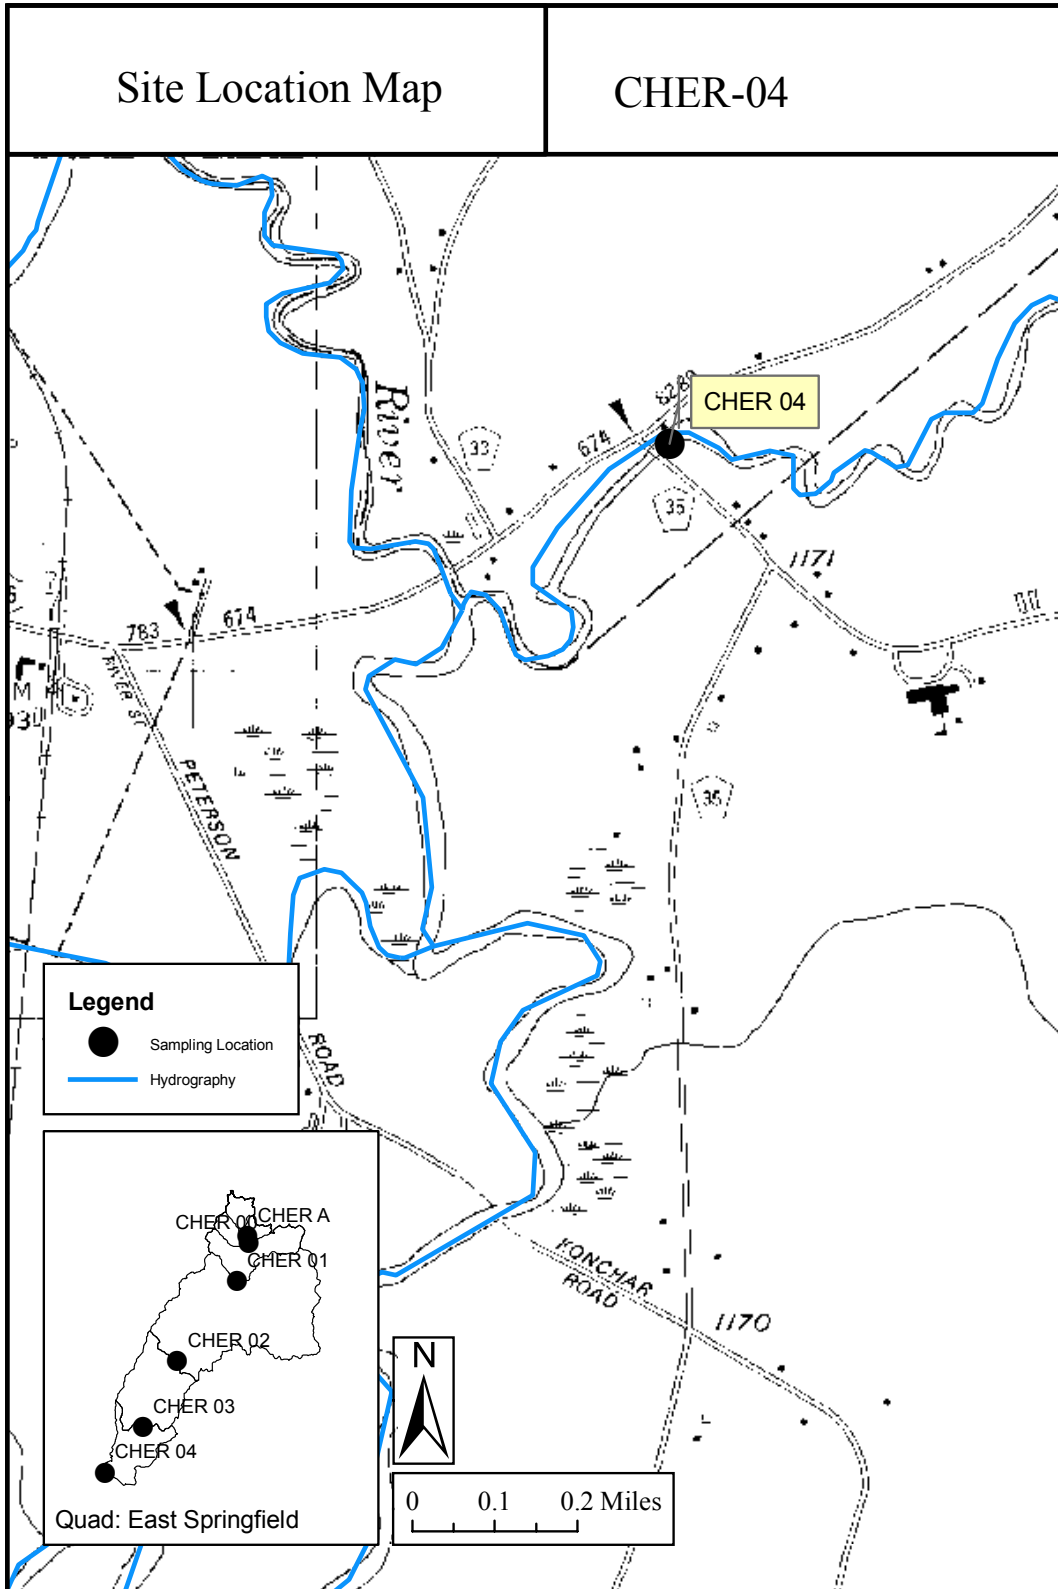 Site Location Map
CHER-04
River
33
674
CHER 04
35
1171
783
674
RIVER ST
M
PETERSON
35
Legend
Sampling Location
Hydrography
ROAD
CHER 00
CHER A
CHER 01
CHER 02
CHER 03
CHER 04
Quad: East Springfield
KONCHAR
ROAD
1170
N
0 0.1 0.2 Miles